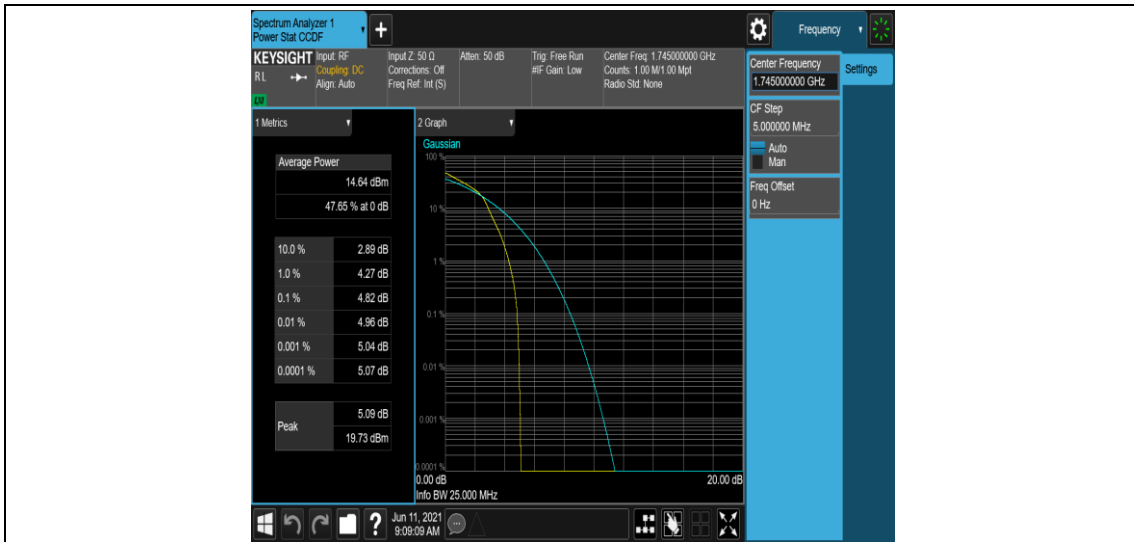 Spectrum Analyzer 1
Power Stat CCDF
Frequency
KEYSIGHT
RL
Input: RF
Coupling: DC
Align: Auto
Input Z: 50 Ω
Corrections: Off
Freq Ref: Int (S)
Atten: 50 dB
Trig: Free Run
#IF Gain: Low
Center Freq: 1.745000000 GHz
Counts: 1.00 M/1.00 Mpt
Radio Std: None
Center Frequency
1.745000000 GHz
Settings
CF Step
5.000000 MHz
Auto
Man
Freq Offset
0 Hz
1 Metrics
Average Power
14.64 dBm
47.65 % at 0 dB
10.0 % 2.89 dB
1.0 % 4.27 dB
0.1 % 4.82 dB
0.01 % 4.96 dB
0.001 % 5.04 dB
0.0001 % 5.07 dB
Peak
5.09 dB
19.73 dBm
2 Graph
Gaussian
100 %
10 %
1 %
0.1 %
0.01 %
0.001 %
0.0001 %
0.00 dB
20.00 dB
Info BW 25.000 MHz
?
Jun 11, 2021
9:09:09 AM